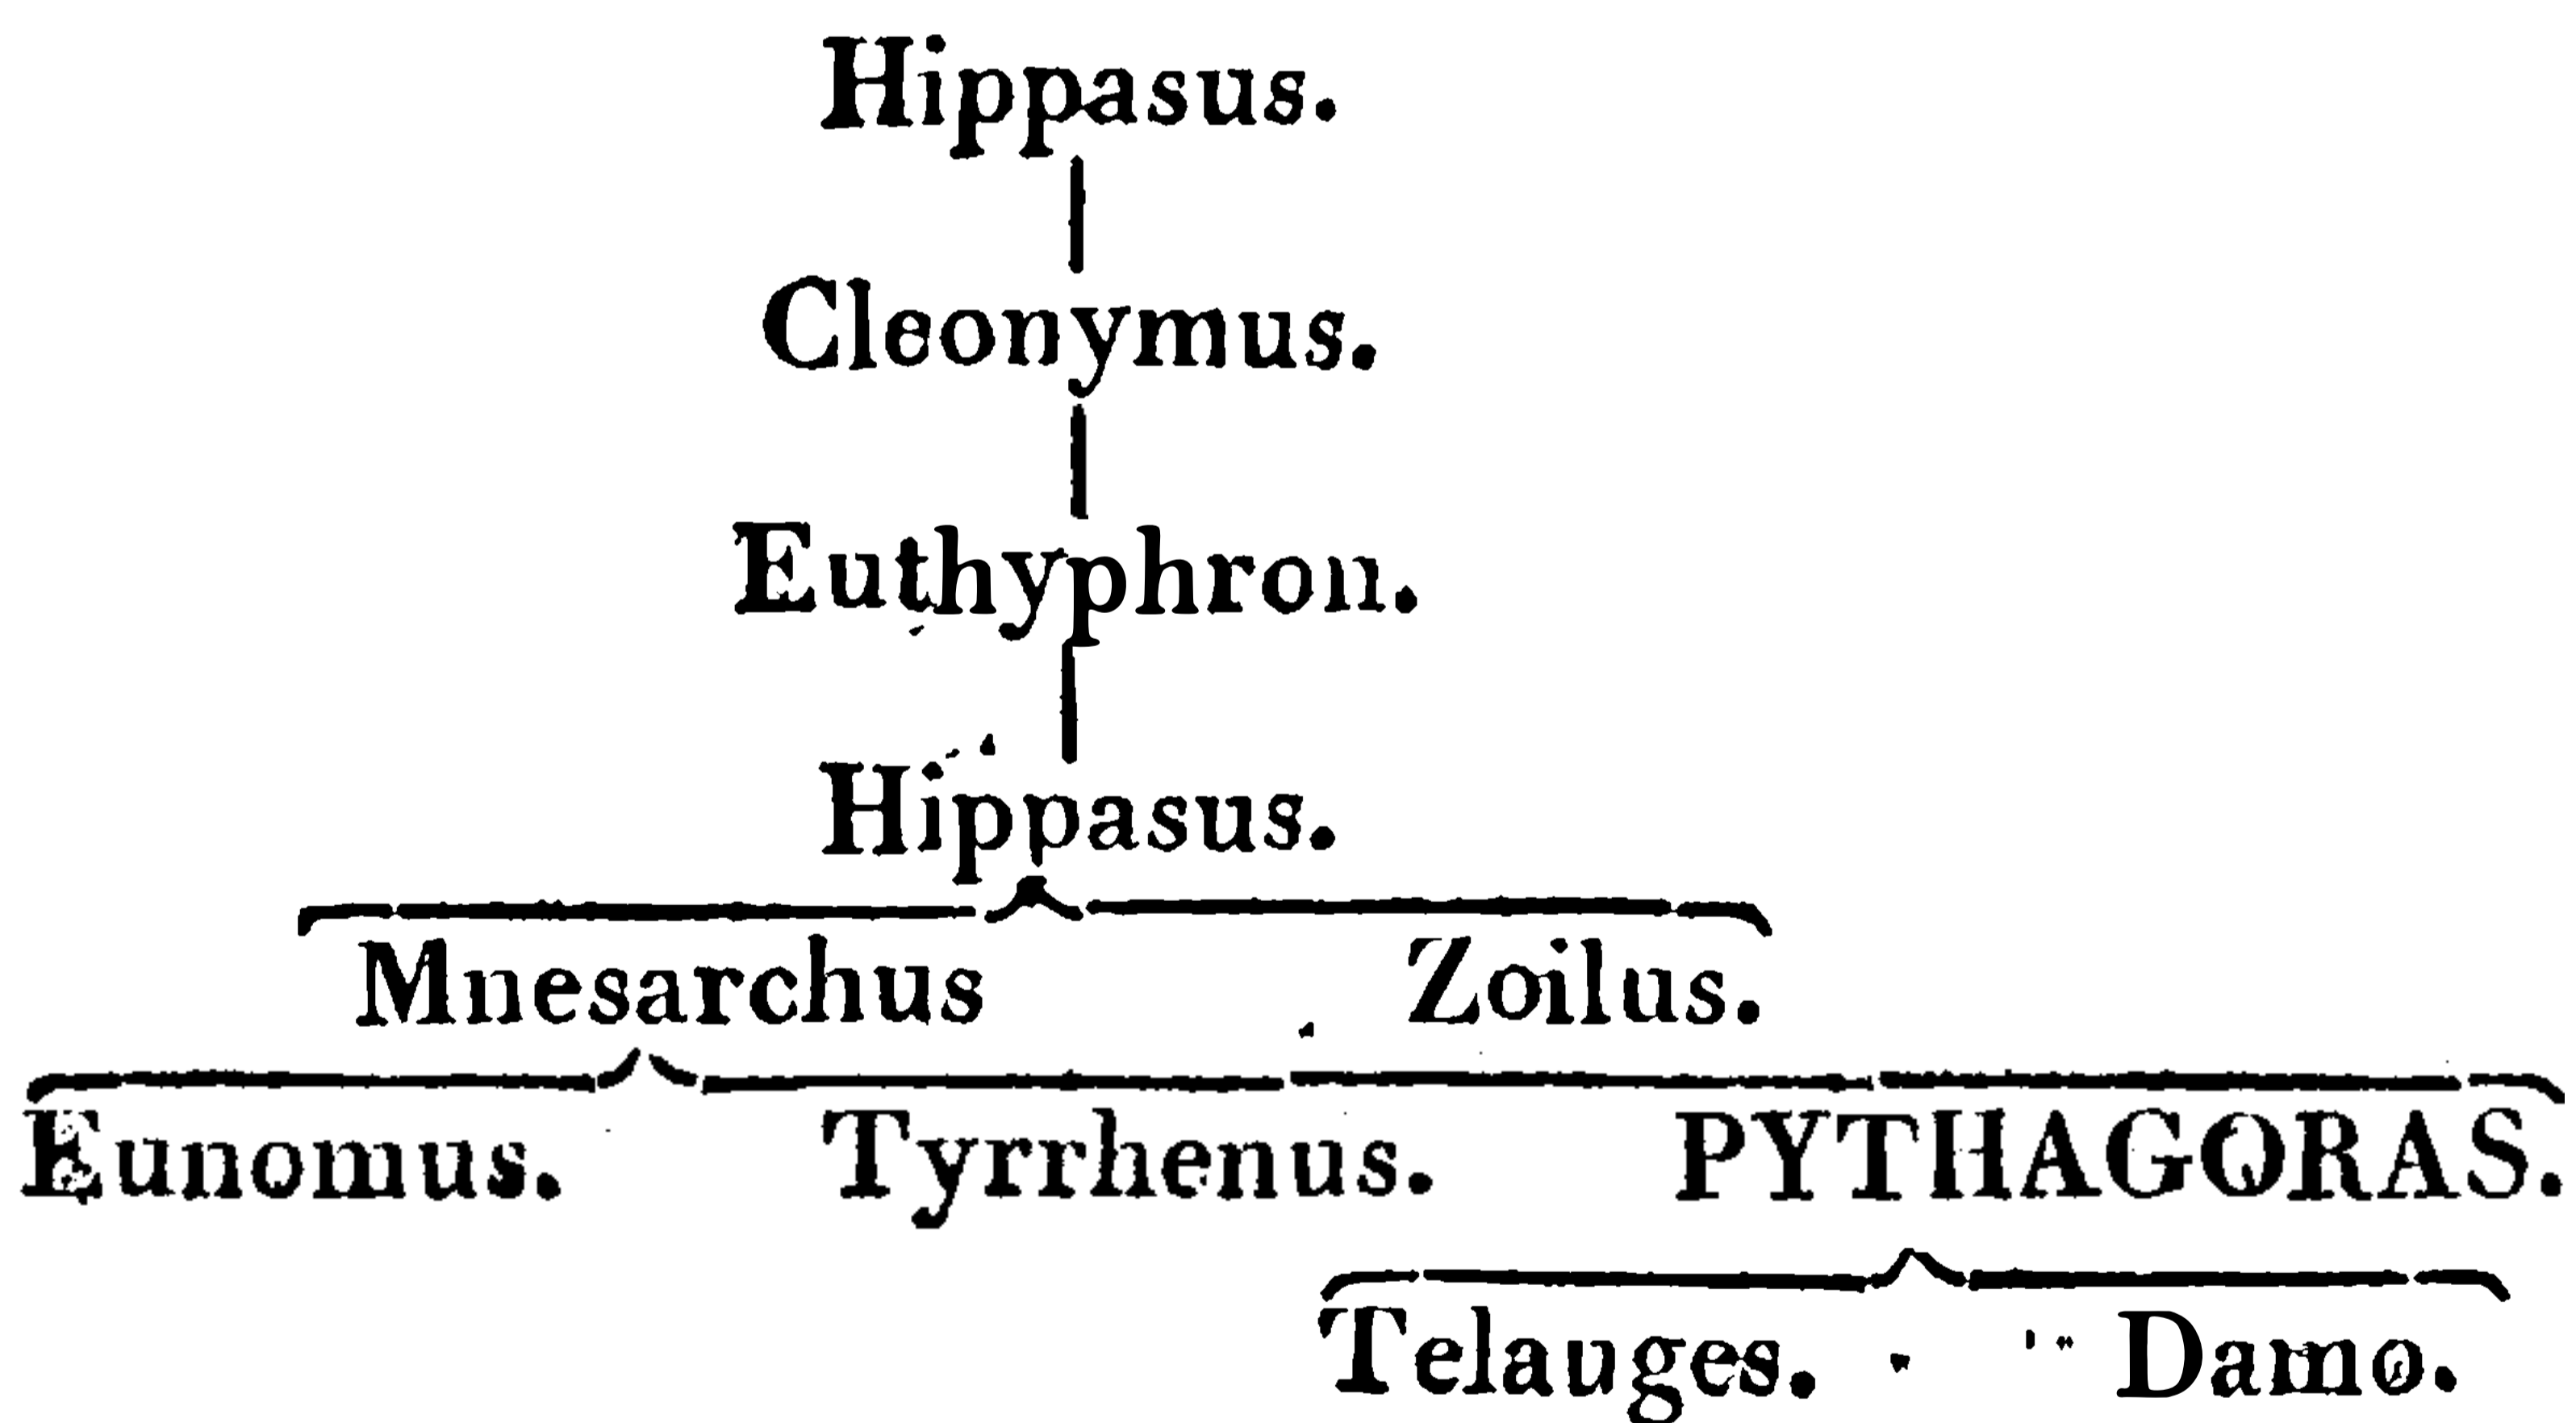 Hippasus.
Cleonymus.
Euthyphron.
Hippasus.
Mnesarchus Zoilus.
Eunomus. Tyrrhenus. PYTHAGORAS.
Telauges. Damo.